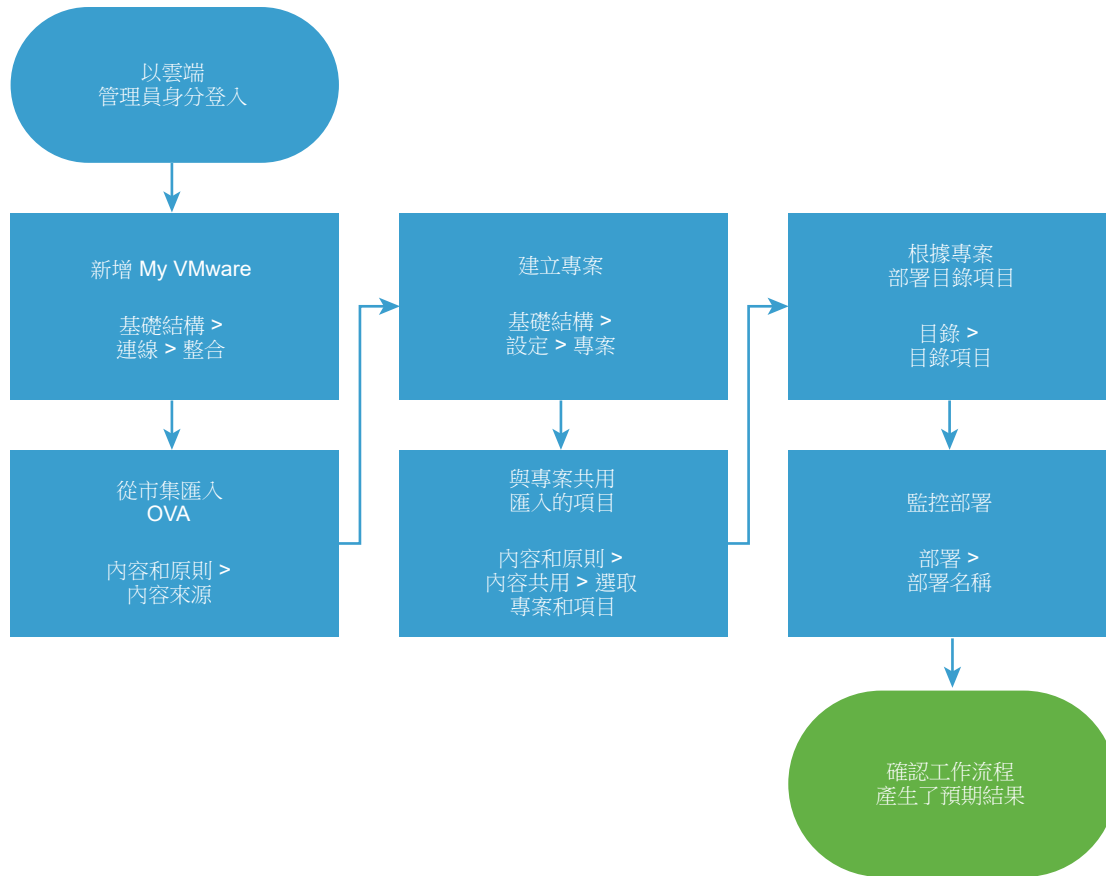 以雲端
管理員身分登入
新增 My VMware
基礎結構 >
連線 > 整合
從市集匯入
OVA
內容和原則 >
內容來源
建立專案
基礎結構 >
設定 > 專案
與專案共用
匯入的項目
內容和原則 >
內容共用 > 選取
專案和項目
根據專案
部署目錄項目
目錄 >
目錄項目
監控部署
部署 >
部署名稱
確認工作流程
產生了預期結果